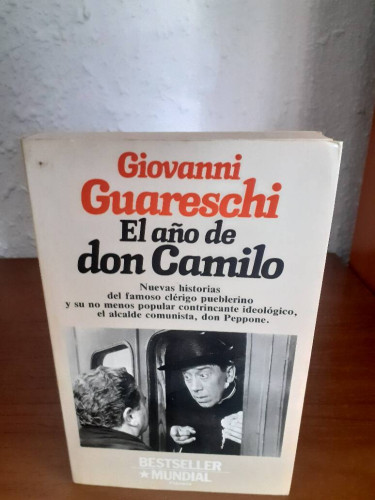 Giovanni
Guareschi
El año de
don Camilo
Nuevas historias
del famoso clérigo pueblerino
y su no menos popular contrincante ideológico,
el alcalde comunista, don Peppone.
BESTSELLER
MUNDIAL